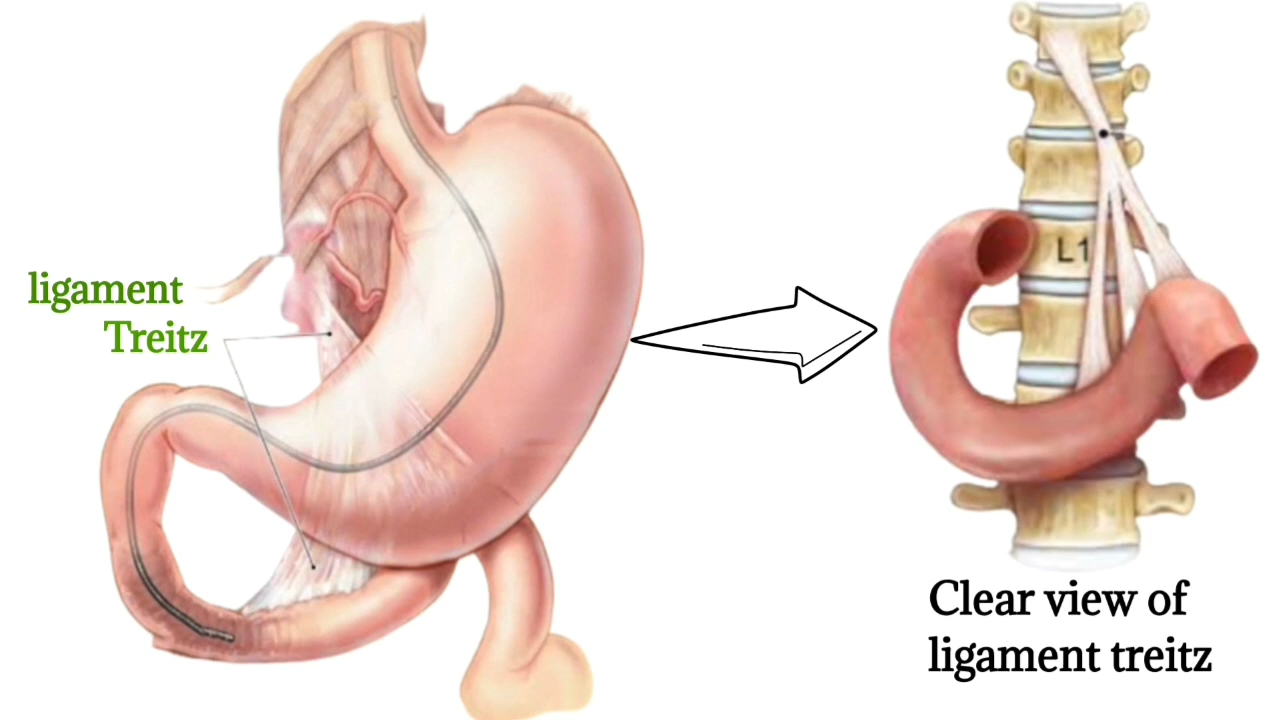 ligament
Treitz
L1
Clear view of
ligament treitz